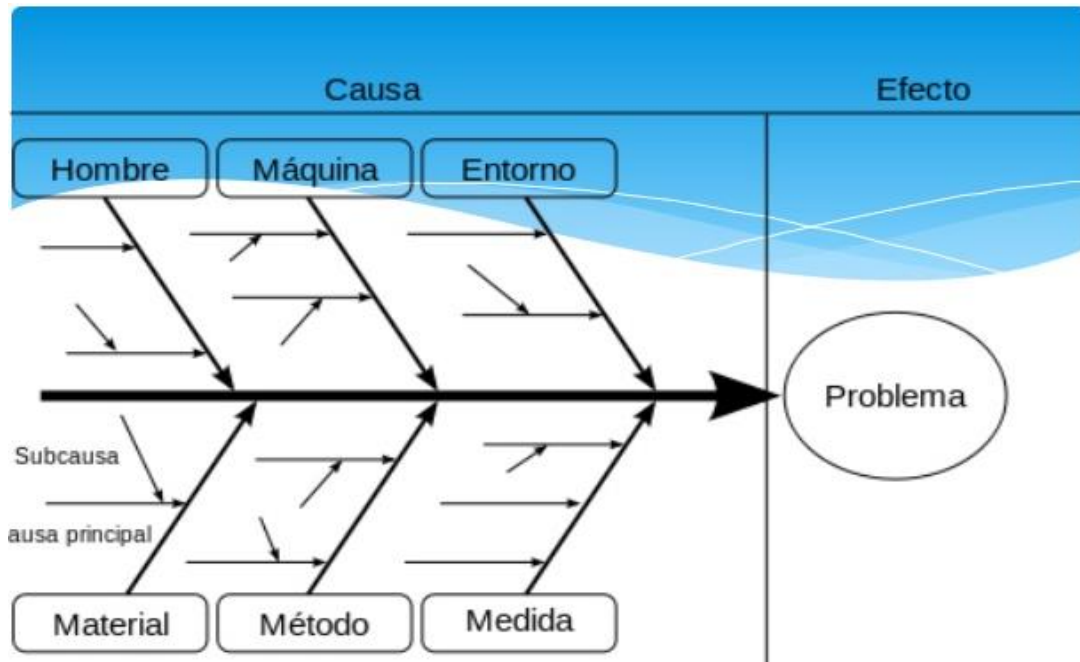 Causa Efecto
Hombre Máquina Entorno
Problema
Subcausa
ausa principal
Material Método Medida